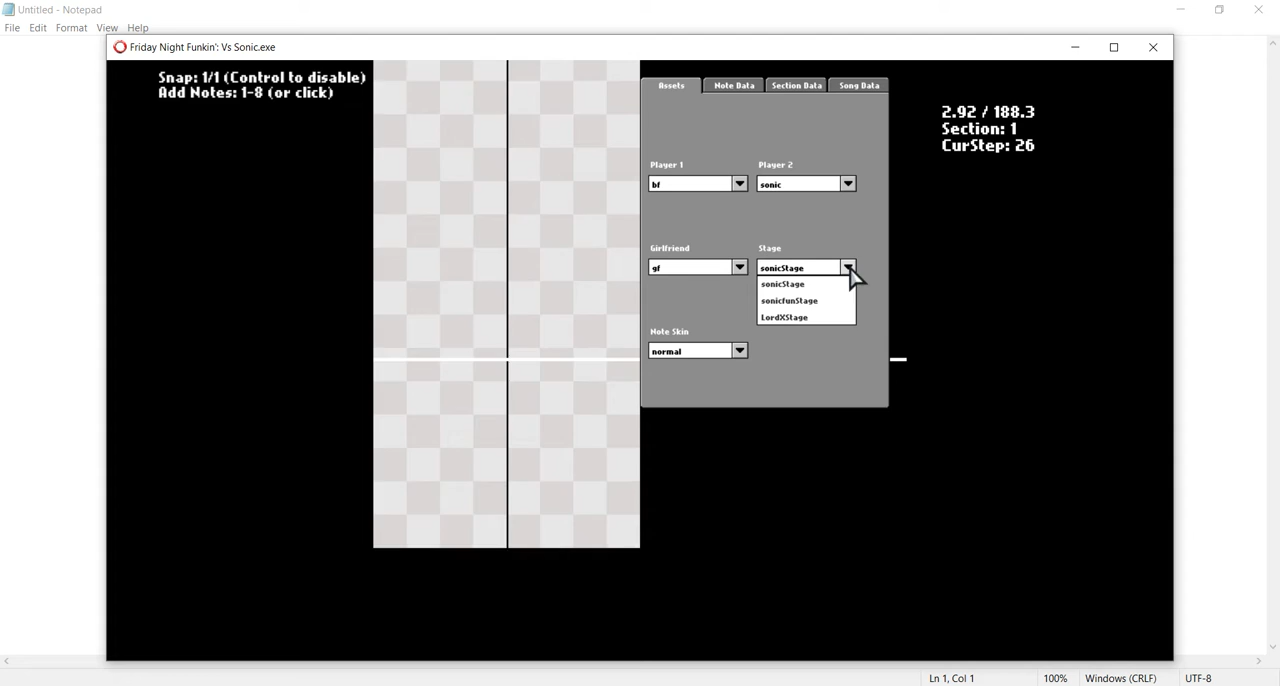 Untitled - Notepad
File Edit Format View Help
Friday Night Funkin': Vs Sonic.exe
Snap: 1/1 (Control to disable)
Add Notes: 1-8 (or click)
Assets Note Data Section Data Song Data
2.92 / 188.3
Section: 1
CurStep: 26
Player 1 Player 2
bf sonic
Girlfriend Stage
gf sonicStage
sonicStage
sonicfunStage
LordXStage
Note Skin
normal
Ln 1, Col 1 100% Windows (CRLF) UTF-8